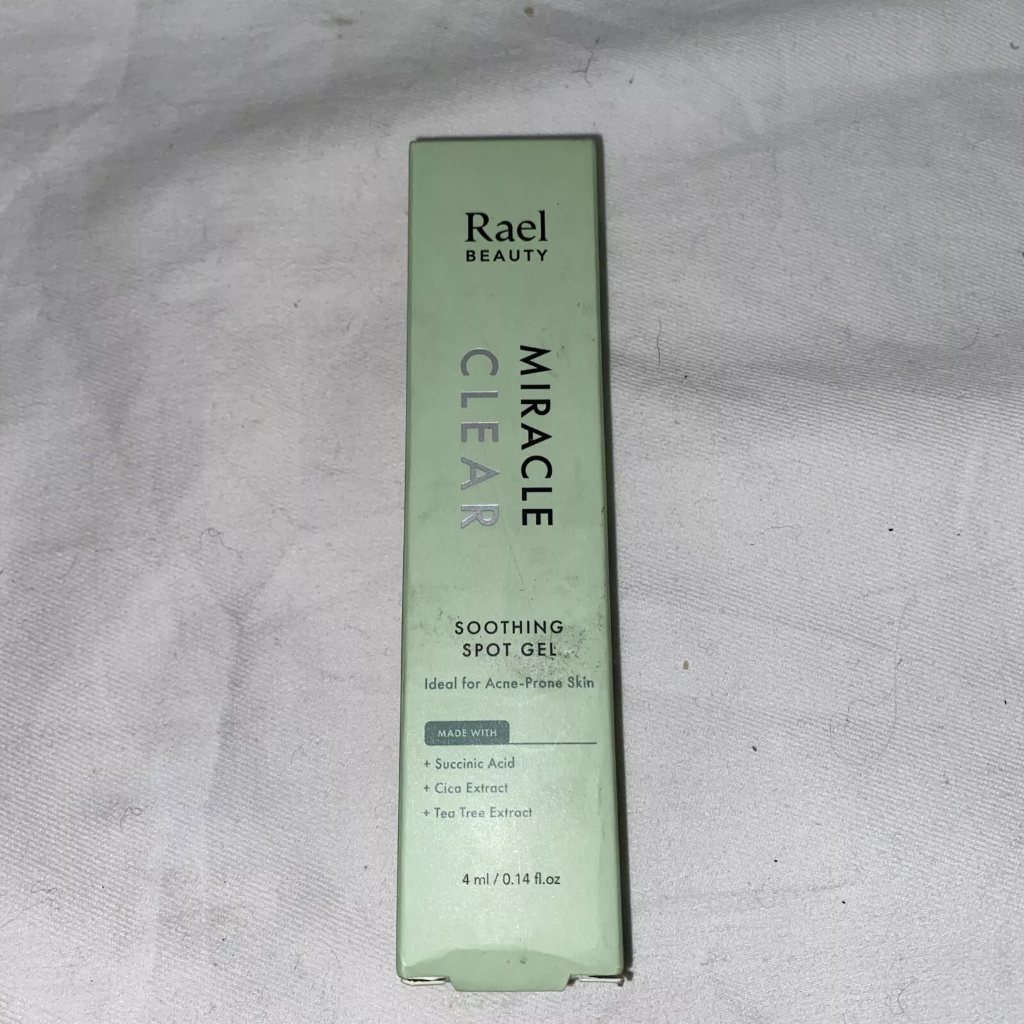 Rael
BEAUTY
MIRACLE
CLEAR
SOOTHING
SPOT GEL
Ideal for Acne-Prone Skin
MADE WITH
+ Succinic Acid
+ Cica Extract
+ Tea Tree Extract
4 ml / 0.14 fl.oz